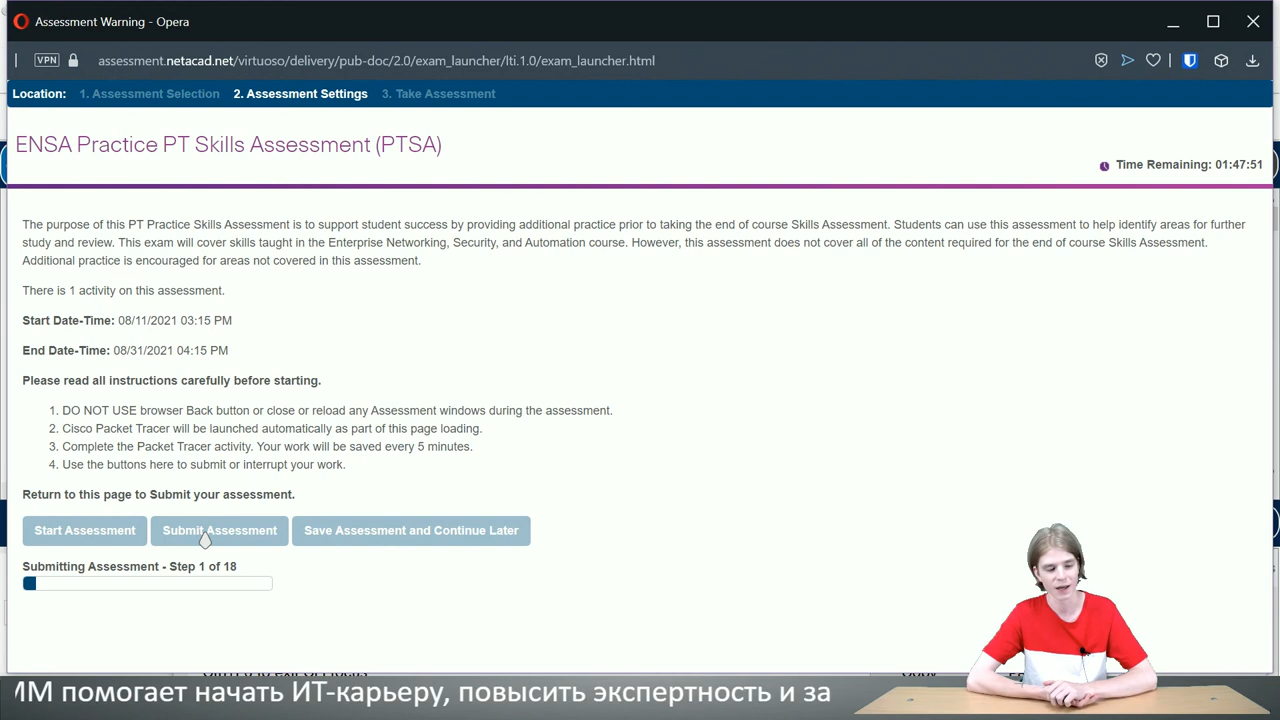 Assessment Warning - Opera
VPN assessment.netacad.net/virtuoso/delivery/pub-doc/2.0/exam_launcher/lti.1.0/exam_launcher.html
Location: 1. Assessment Selection 2. Assessment Settings 3. Take Assessment
ENSA Practice PT Skills Assessment (PTSA)
Time Remaining: 01:47:51
The purpose of this PT Practice Skills Assessment is to support student success by providing additional practice prior to taking the end of course Skills Assessment. Students can use this assessment to help identify areas for further
study and review. This exam will cover skills taught in the Enterprise Networking, Security, and Automation course. However, this assessment does not cover all of the content required for the end of course Skills Assessment.
Additional practice is encouraged for areas not covered in this assessment.
There is 1 activity on this assessment.
Start Date-Time: 08/11/2021 03:15 PM
End Date-Time: 08/31/2021 04:15 PM
Please read all instructions carefully before starting.
1. DO NOT USE browser Back button or close or reload any Assessment windows during the assessment.
2. Cisco Packet Tracer will be launched automatically as part of this page loading.
3. Complete the Packet Tracer activity. Your work will be saved every 5 minutes.
4. Use the buttons here to submit or interrupt your work.
Return to this page to Submit your assessment.
Start Assessment Submit Assessment Save Assessment and Continue Later
Submitting Assessment - Step 1 of 18
ИМ помогает начать ИТ-карьеру, повысить экспертность и за